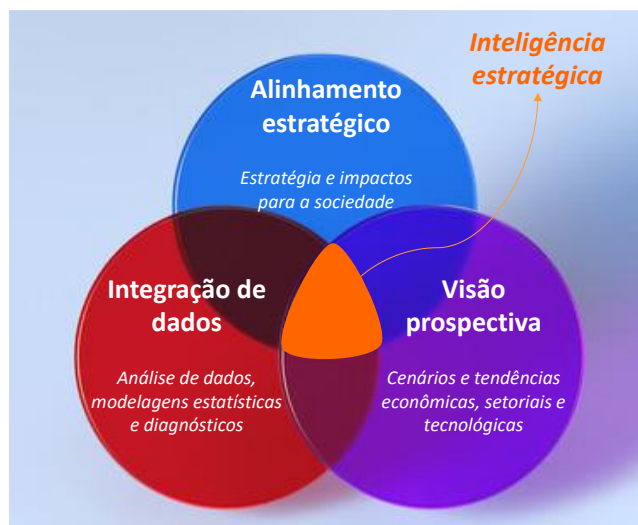 Inteligência
estratégica
Alinhamento
estratégico
Estratégia e impactos
para a sociedade
Integração de
dados
Análise de dados,
modelagens estatísticas
e diagnósticos
Visão
prospectiva
Cenários e tendências
econômicas, setoriais e
tecnológicas